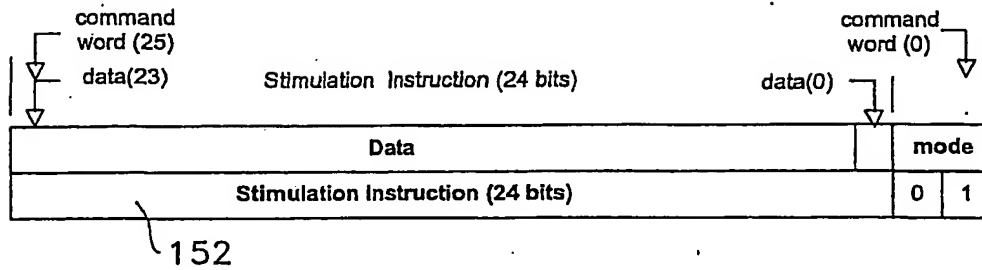 command
word (25)
command
word (0)
data(23)
Stimulation Instruction (24 bits)
data(0)
Data
mode
Stimulation Instruction (24 bits)
0
1
152